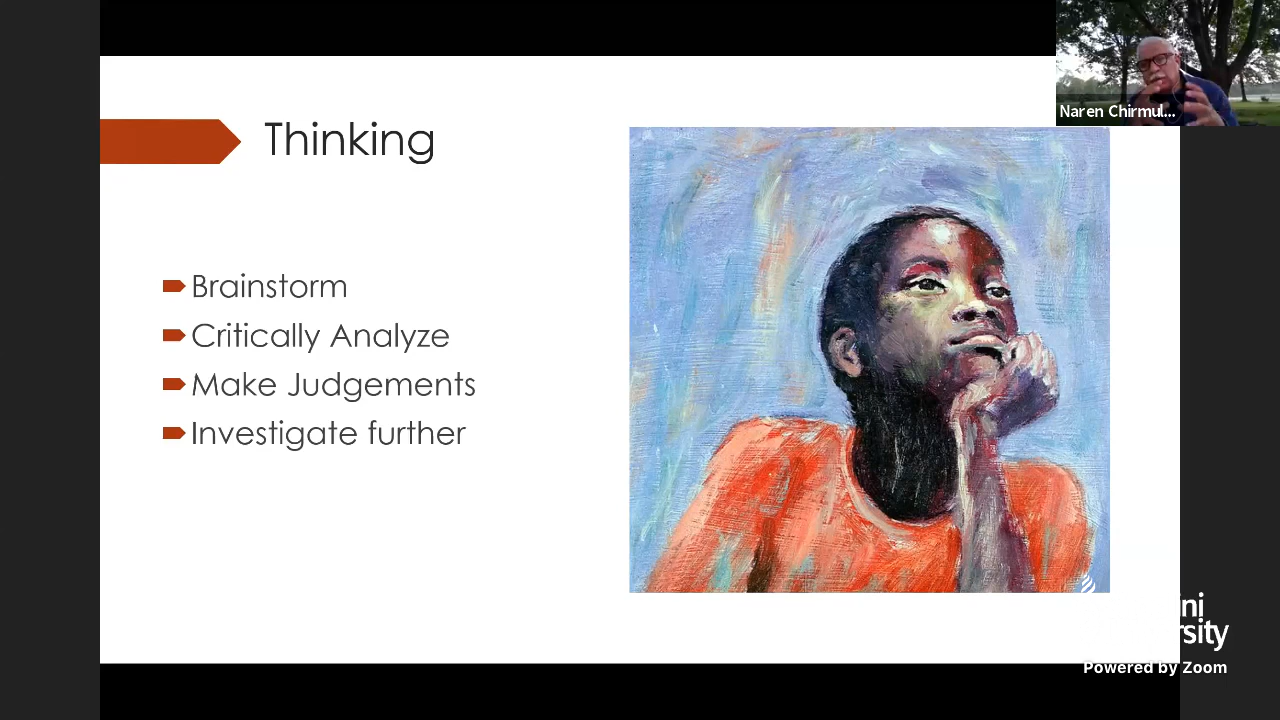 Naren Chirmul...
Thinking
Brainstorm
Critically Analyze
Make Judgements
Investigate further
Powered by Zoom